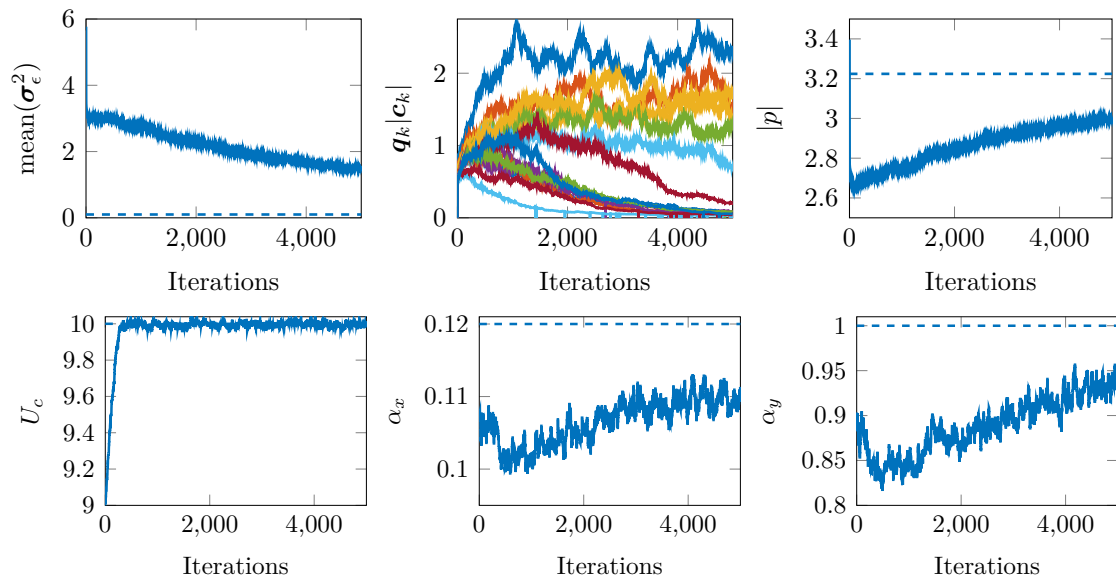 mean(σ²_ϵ)
6
4
2
0
0 2,000 4,000
Iterations
q_k|c_k|
2
1
0
0 2,000 4,000
Iterations
|p|
3.4
3.2
3
2.8
2.6
0 2,000 4,000
Iterations
U_c
10
9.8
9.6
9.4
9.2
9
0 2,000 4,000
Iterations
α_x
0.12
0.11
0.1
0 2,000 4,000
Iterations
α_y
1
0.95
0.9
0.85
0.8
0 2,000 4,000
Iterations